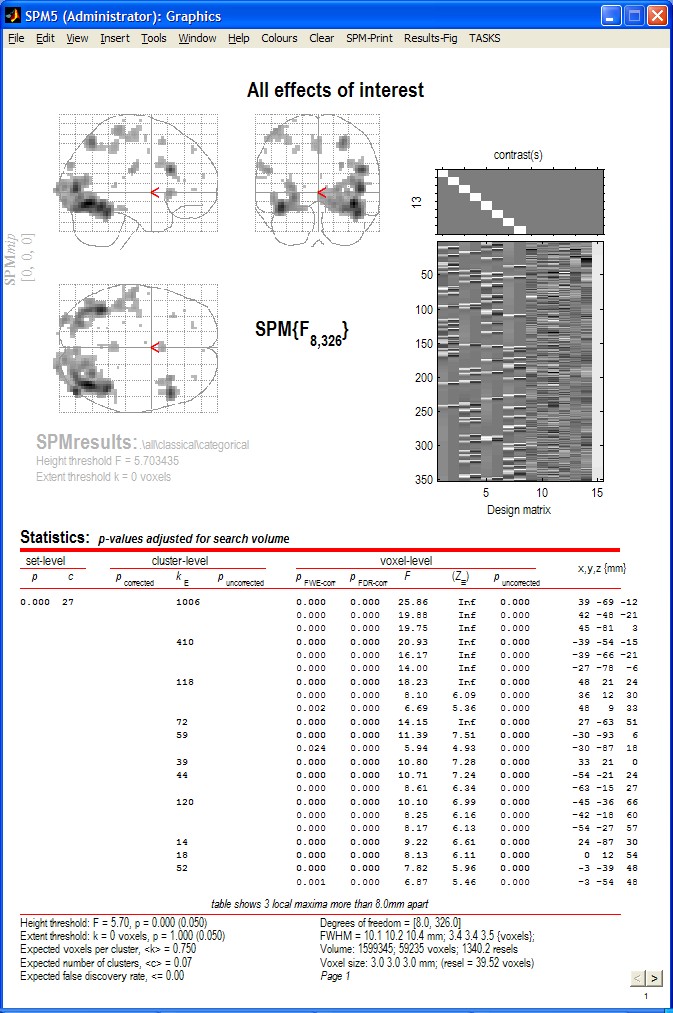 SPM5 (Administrator): Graphics
File Edit View Insert Tools Window Help Colours Clear SPM-Print Results-Fig TASKS
All effects of interest
contrast(s)
13
SPMmip
[0, 0, 0]
<
<
<
SPM{F8,326}
50
100
150
200
250
300
350
5 10 15
Design matrix
SPMresults: .\all\classical\categorical
Height threshold F = 5.703435
Extent threshold k = 0 voxels
Statistics: p-values adjusted for search volume
set-level cluster-level voxel-level x,y,z {mm}
p c p corrected k E p uncorrected p FWE-corr p FDR-corr F (Z≡) p uncorrected
0.000 27 1006 0.000 0.000 25.86 Inf 0.000 39 -69 -12
0.000 0.000 19.88 Inf 0.000 42 -48 -21
0.000 0.000 19.75 Inf 0.000 45 -81 3
410 0.000 0.000 20.93 Inf 0.000 -39 -54 -15
0.000 0.000 16.17 Inf 0.000 -39 -66 -21
0.000 0.000 14.00 Inf 0.000 -27 -78 -6
118 0.000 0.000 18.23 Inf 0.000 48 21 24
0.000 0.000 8.10 6.09 0.000 36 12 30
0.002 0.000 6.69 5.36 0.000 48 9 33
72 0.000 0.000 14.15 Inf 0.000 27 -63 51
59 0.000 0.000 11.39 7.51 0.000 -30 -93 6
0.024 0.000 5.94 4.93 0.000 -30 -87 18
39 0.000 0.000 10.80 7.28 0.000 33 21 0
44 0.000 0.000 10.71 7.24 0.000 -54 -21 24
0.000 0.000 8.61 6.34 0.000 -63 -15 27
120 0.000 0.000 10.10 6.99 0.000 -45 -36 66
0.000 0.000 8.25 6.16 0.000 -42 -18 60
0.000 0.000 8.17 6.13 0.000 -54 -27 57
14 0.000 0.000 9.22 6.61 0.000 24 -87 30
18 0.000 0.000 8.13 6.11 0.000 0 12 54
52 0.000 0.000 7.82 5.96 0.000 -3 -39 48
0.001 0.000 6.87 5.46 0.000 -3 -54 48
table shows 3 local maxima more than 8.0mm apart
Height threshold: F = 5.70, p = 0.000 (0.050)
Extent threshold: k = 0 voxels, p = 1.000 (0.050)
Expected voxels per cluster, <k> = 0.750
Expected number of clusters, <c> = 0.07
Expected false discovery rate, <= 0.00
Degrees of freedom = [8.0, 326.0]
FWHM = 10.1 10.2 10.4 mm; 3.4 3.4 3.5 {voxels};
Volume: 1599345; 59235 voxels; 1340.2 resels
Voxel size: 3.0 3.0 3.0 mm; (resel = 39.52 voxels)
Page 1
< >
1